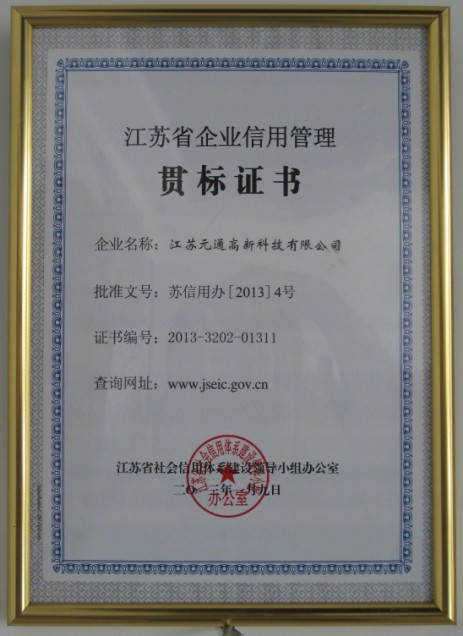 江苏省企业信用管理
贯标证书
企业名称：江苏元通高新科技有限公司
批准文号：苏信用办[2013]4号
证书编号：2013-3202-01311
查询网址：www.jseic.gov.cn
江苏省社会信用体系建设领导小组办公室
办公室